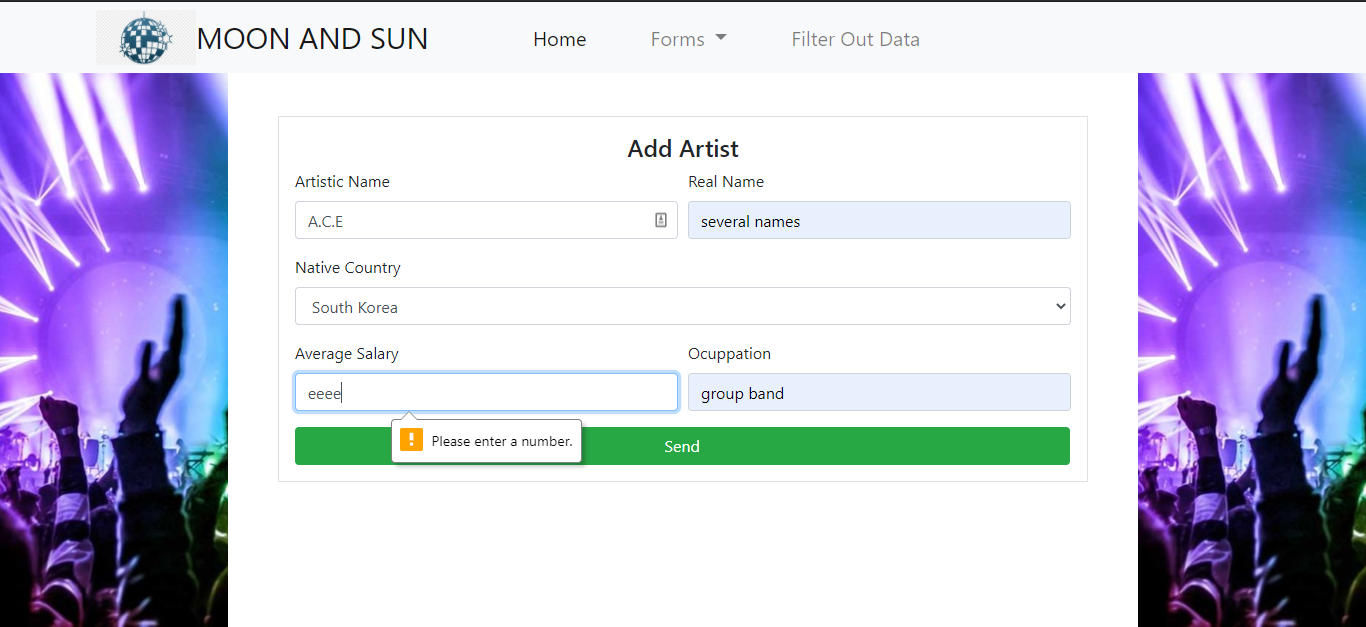 MOON AND SUN
Home
Forms
Filter Out Data
Add Artist
Artistic Name
Real Name
A.C.E
several names
Native Country
South Korea
Average Salary
Ocuppation
eeee
group band
Please enter a number.
Send